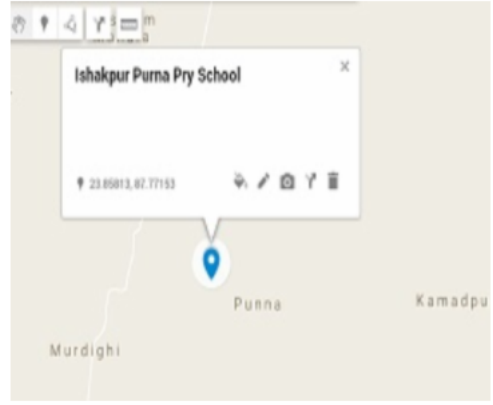 Ishakpur Purna Pry School
23.85813, 87.77153
Punna
Kamadpu
Murdighi